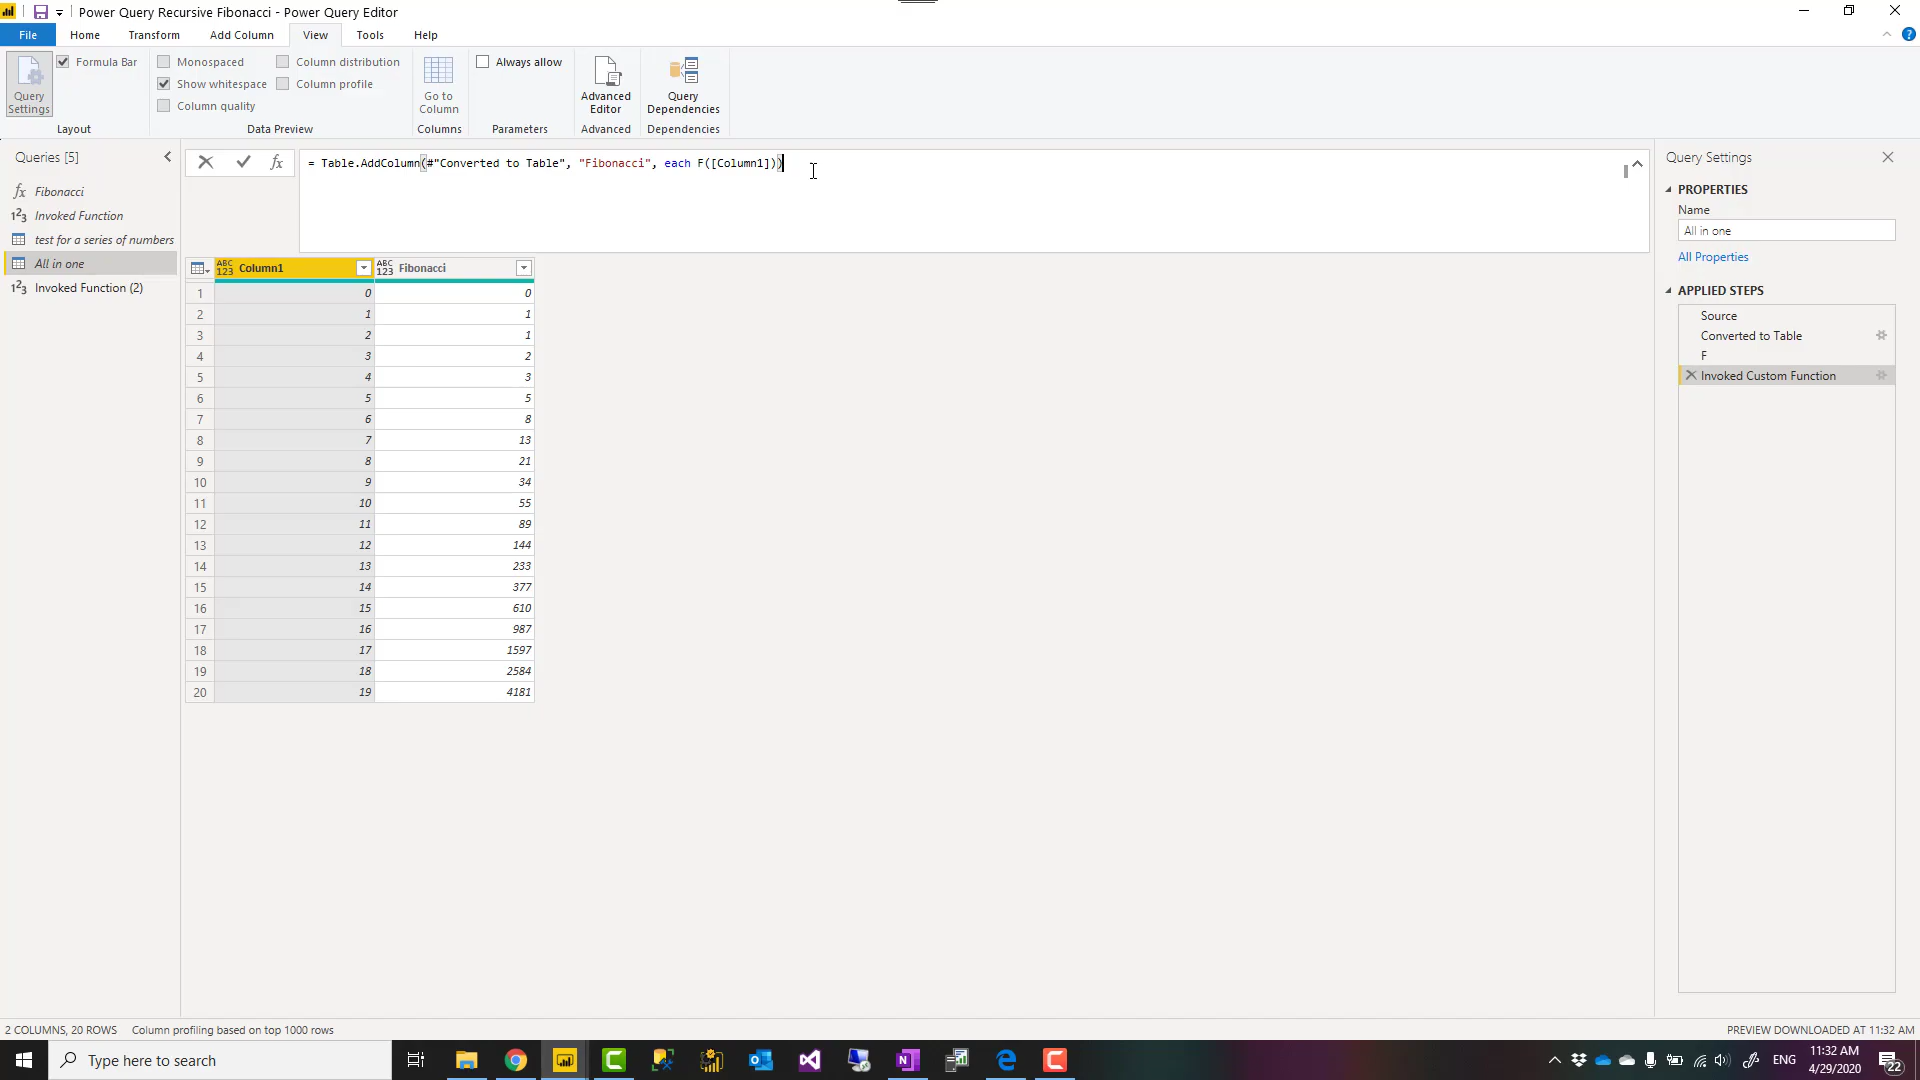 Power Query Recursive Fibonacci - Power Query Editor
File Home Transform Add Column View Tools Help
Query Settings
Formula Bar
Layout
Monospaced
Show whitespace
Column quality
Column distribution
Column profile
Data Preview
Go to Column
Columns
Always allow
Parameters
Advanced Editor
Advanced
Query Dependencies
Dependencies
Queries [5]
fx Fibonacci
1²3 Invoked Function
test for a series of numbers
All in one
1²3 Invoked Function (2)
fx
= Table.AddColumn(#"Converted to Table", "Fibonacci", each F([Column1]))
ABC 123 Column1 ABC 123 Fibonacci
1 0 0
2 1 1
3 2 1
4 3 2
5 4 3
6 5 5
7 6 8
8 7 13
9 8 21
10 9 34
11 10 55
12 11 89
13 12 144
14 13 233
15 14 377
16 15 610
17 16 987
18 17 1597
19 18 2584
20 19 4181
Query Settings
PROPERTIES
Name
All in one
All Properties
APPLIED STEPS
Source
Converted to Table
F
Invoked Custom Function
2 COLUMNS, 20 ROWS Column profiling based on top 1000 rows
PREVIEW DOWNLOADED AT 11:32 AM
Type here to search
ENG
11:32 AM
4/29/2020
22